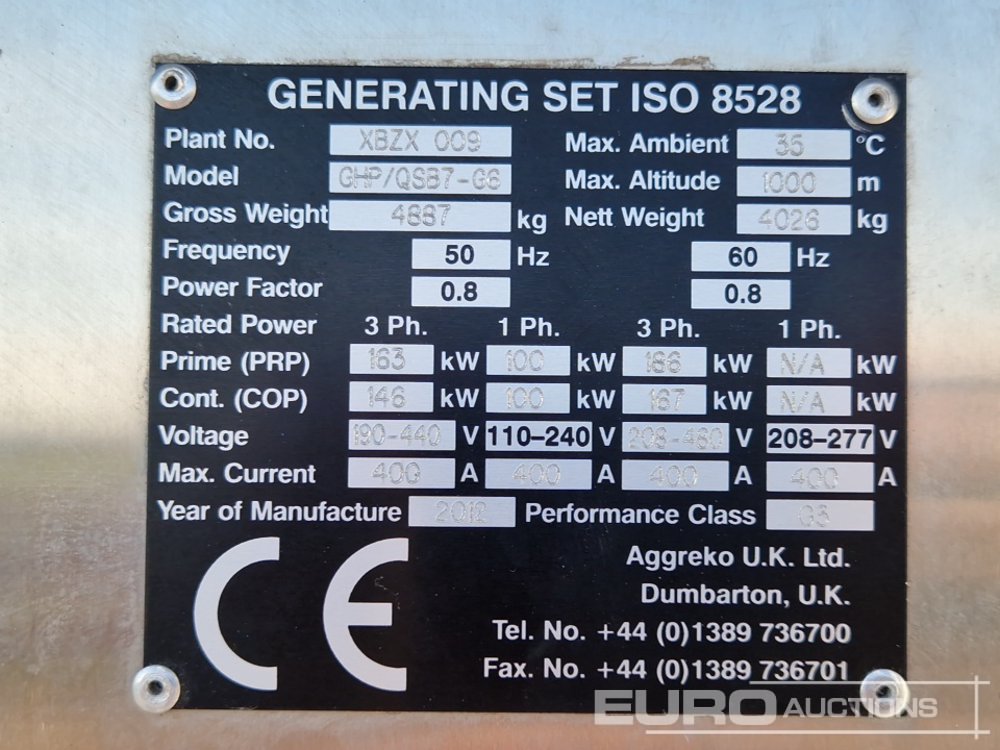 GENERATING SET ISO 8528
Plant No. XBZX 009 Max. Ambient 35 °C
Model GHP/QSB7-G6 Max. Altitude 1000 m
Gross Weight 4887 kg Nett Weight 4026 kg
Frequency 50 Hz 60 Hz
Power Factor 0.8 0.8
Rated Power 3 Ph. 1 Ph. 3 Ph. 1 Ph.
Prime (PRP) 163 kW 100 kW 186 kW N/A kW
Cont. (COP) 146 kW 100 kW 167 kW N/A kW
Voltage 190-440 V 110–240 V 208-480 V 208–277 V
Max. Current 400 A 400 A 400 A 400 A
Year of Manufacture 2012 Performance Class G3
CE
Aggreko U.K. Ltd.
Dumbarton, U.K.
Tel. No. +44 (0)1389 736700
Fax. No. +44 (0)1389 736701
EURO AUCTIONS